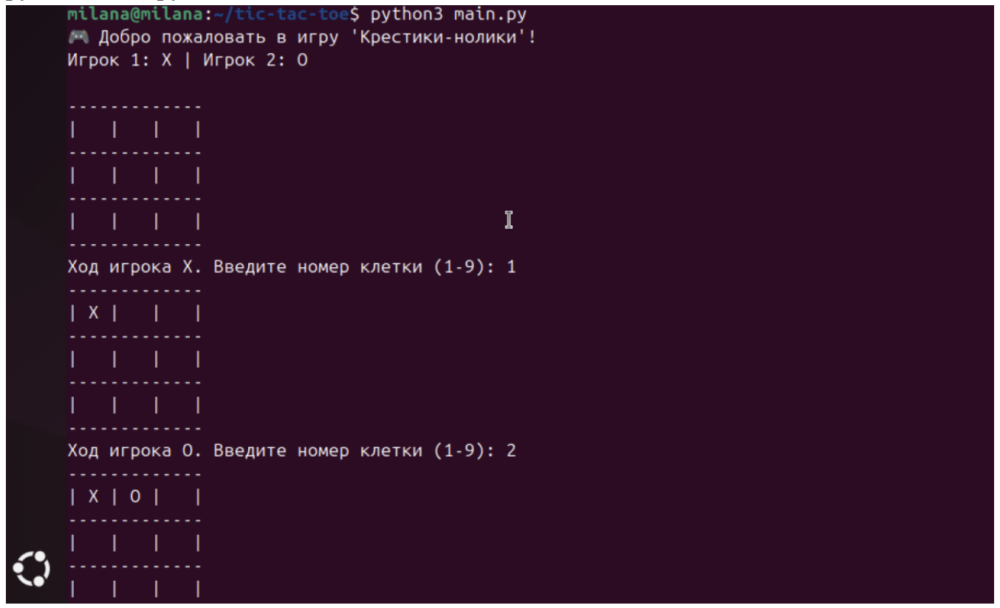 milana@milana:~/tic-tac-toe$ python3 main.py
🎮 Добро пожаловать в игру 'Крестики-нолики'!
Игрок 1: X | Игрок 2: O
-------------
|   |   |   |
-------------
|   |   |   |
-------------
|   |   |   |
-------------
Ход игрока X. Введите номер клетки (1-9): 1
-------------
| X |   |   |
-------------
|   |   |   |
-------------
|   |   |   |
-------------
Ход игрока O. Введите номер клетки (1-9): 2
-------------
| X | O |   |
-------------
|   |   |   |
-------------
|   |   |   |